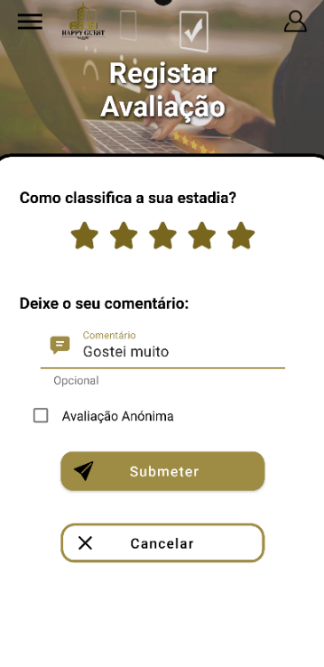 HAPPY GUEST
Registar
Avaliação
Como classifica a sua estadia?
Deixe o seu comentário:
Comentário
Gostei muito
Opcional
Avaliação Anónima
Submeter
Cancelar